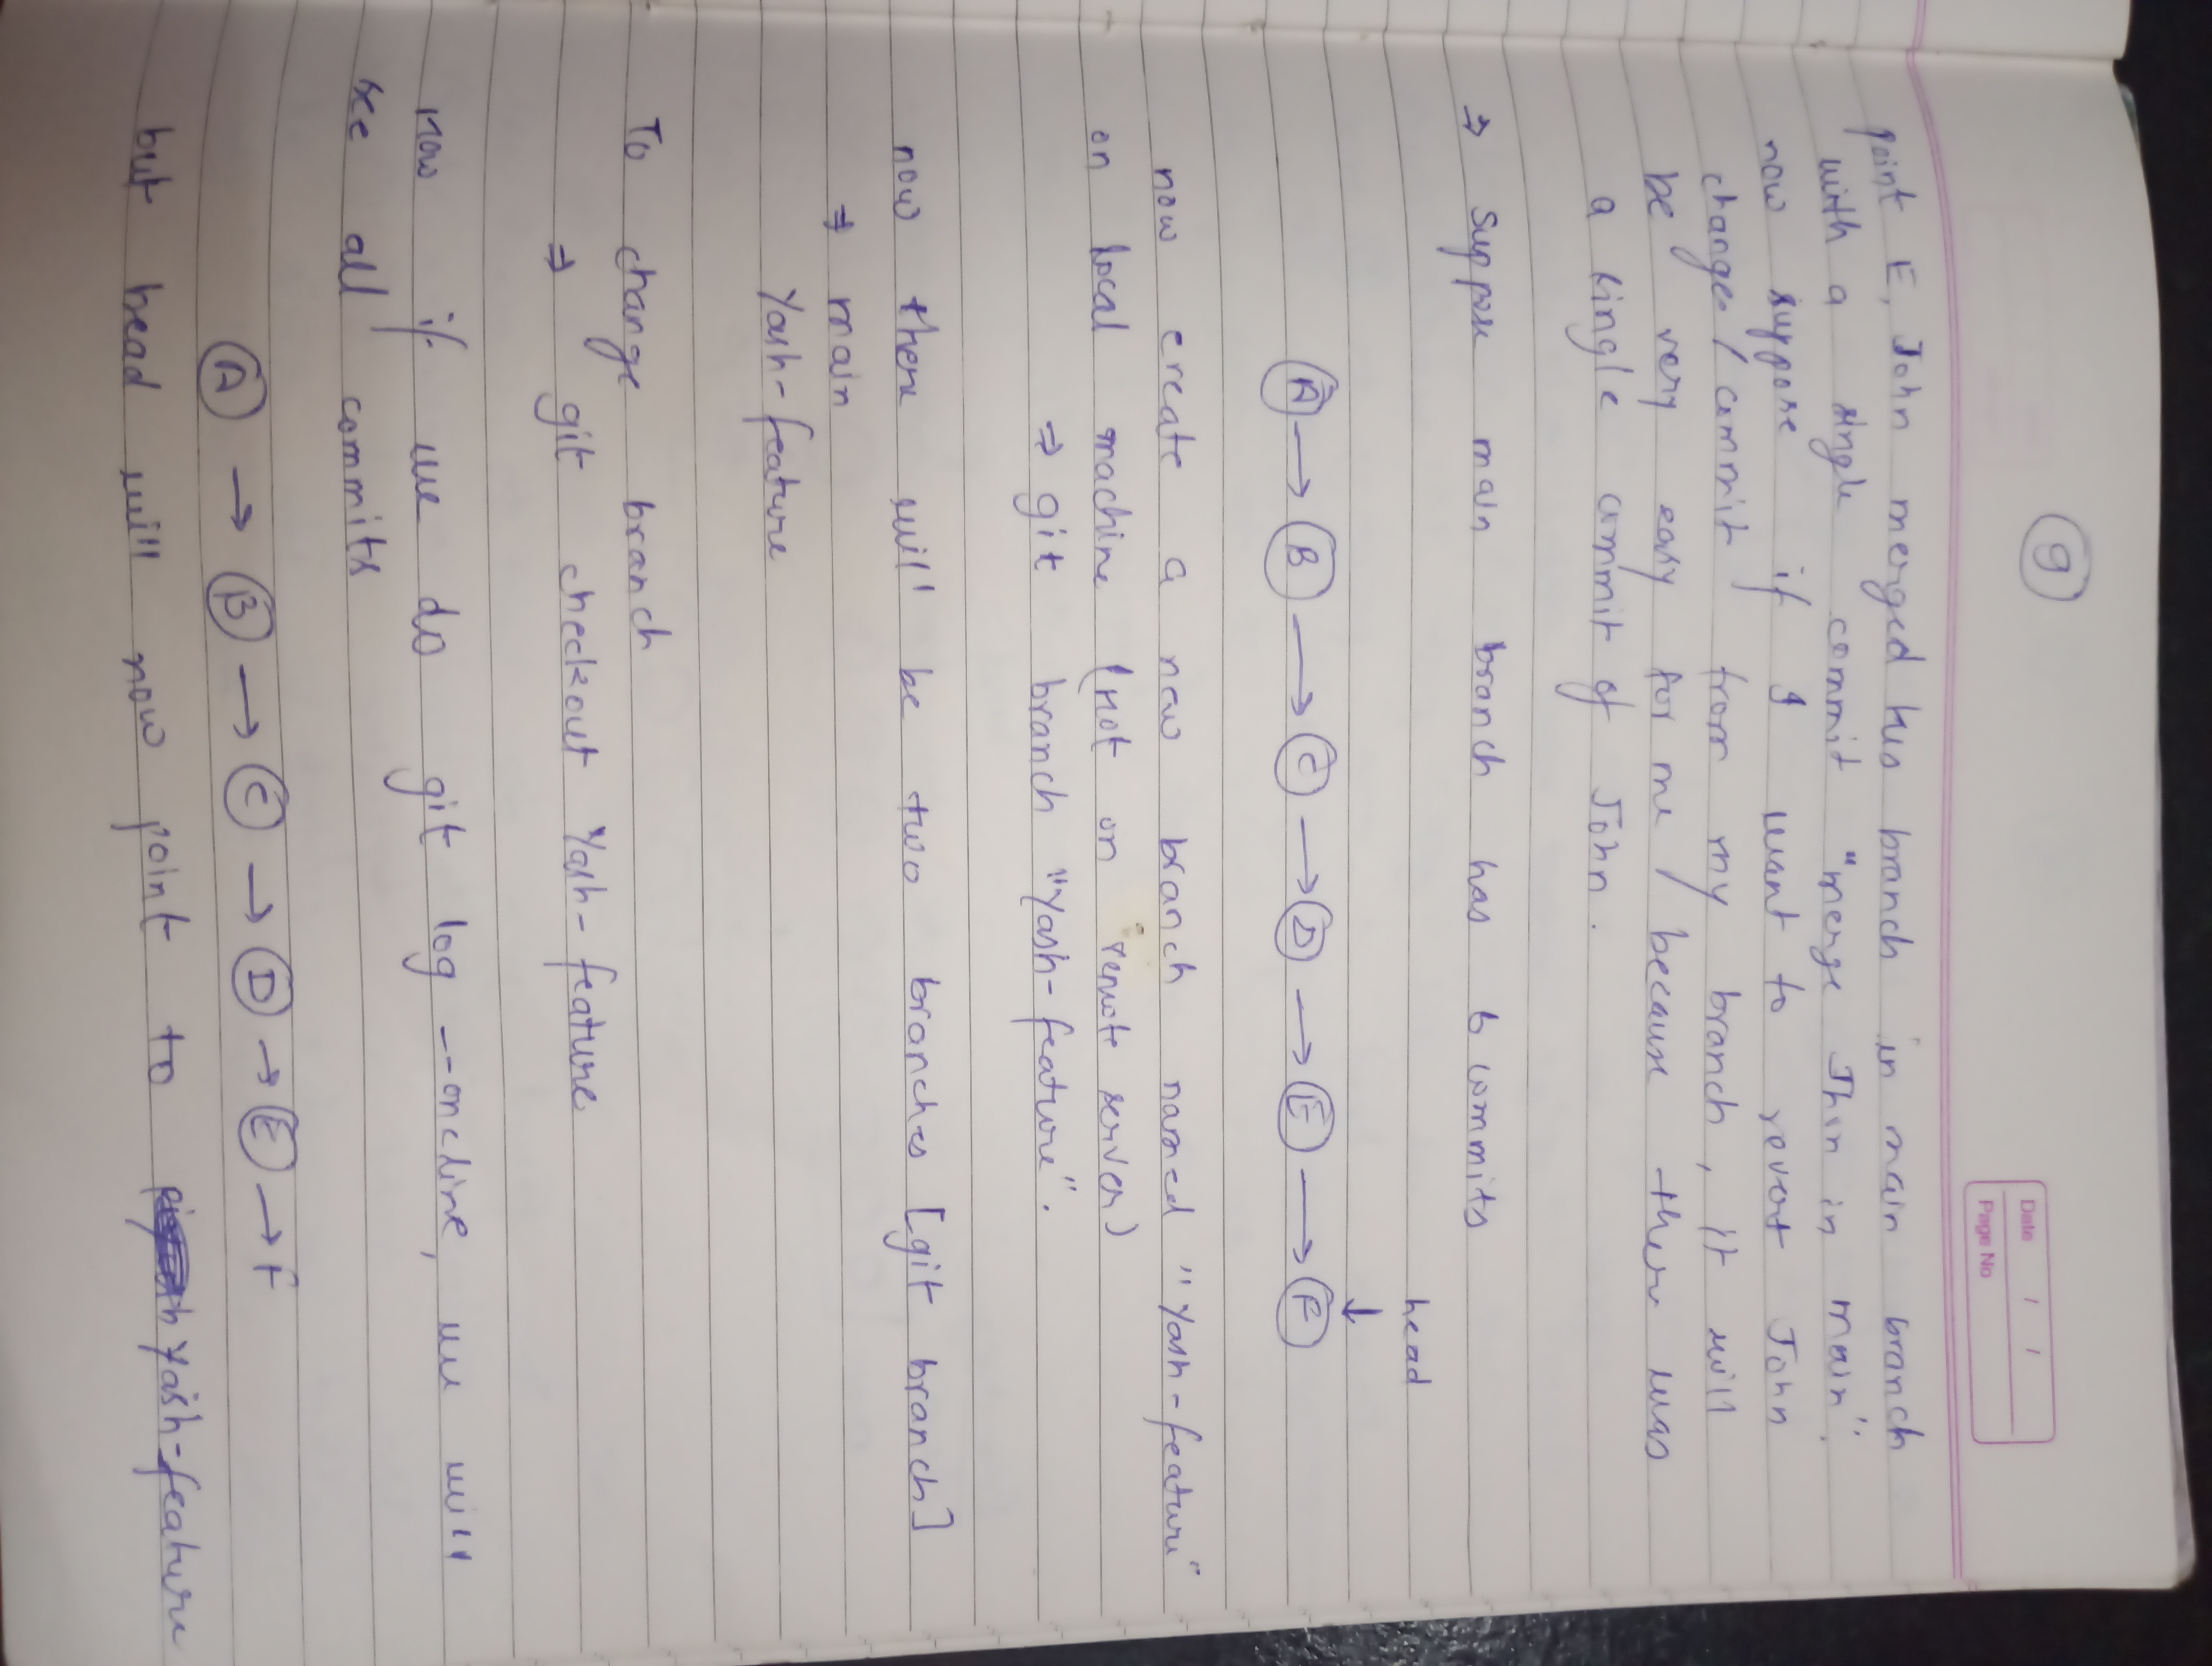 9
Date / /
Page No
point E, John merged his branch in main branch
with a single commit "merge This in main".
now suppose if I want to revert John
changes/commit from my branch, it will
be very easy for me / because there was
a single commit of John.
→ Suppose main branch has 6 commits
head
↓
A → B → C → D → E → F
now create a new branch named "Yash-feature"
on local machine (not on remote server)
⇒ git branch "Yash-feature".
now there will be two branches [git branch]
⇒ main
Yash-feature
To change branch
⇒ git checkout Yash-feature
now if we do git log --oneline, we will
see all commits
A → B → C → D → E → F
but head will now point to Yash-feature